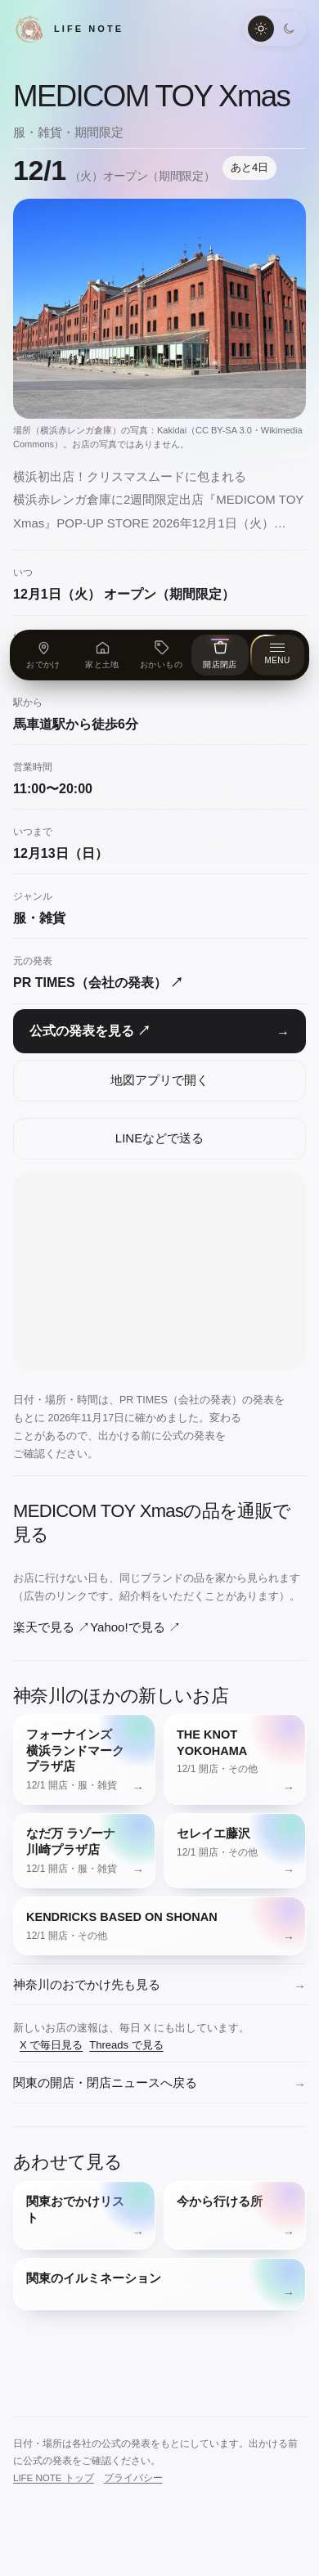 LIFE NOTE
MEDICOM TOY Xmas
服・雑貨・期間限定
12/1 （火）オープン（期間限定） あと4日
場所（横浜赤レンガ倉庫）の写真：Kakidai（CC BY-SA 3.0・Wikimedia
Commons）。お店の写真ではありません。
横浜初出店！クリスマスムードに包まれる
横浜赤レンガ倉庫に2週間限定出店『MEDICOM TOY
Xmas』POP-UP STORE 2026年12月1日（火）…
いつ
12月1日（火） オープン（期間限定）
おでかけ 家と土地 おかいもの 開店閉店 MENU
駅から
馬車道駅から徒歩6分
営業時間
11:00〜20:00
いつまで
12月13日（日）
ジャンル
服・雑貨
元の発表
PR TIMES（会社の発表） ↗
公式の発表を見る ↗ →
地図アプリで開く
LINEなどで送る
日付・場所・時間は、PR TIMES（会社の発表）の発表を
もとに 2026年11月17日に確かめました。変わる
ことがあるので、出かける前に公式の発表を
ご確認ください。
MEDICOM TOY Xmasの品を通販で
見る
お店に行けない日も、同じブランドの品を家から見られます
（広告のリンクです。紹介料をいただくことがあります）。
楽天で見る ↗Yahoo!で見る ↗
神奈川のほかの新しいお店
フォーナインズ
横浜ランドマーク
プラザ店
12/1 開店・服・雑貨 →
THE KNOT
YOKOHAMA
12/1 開店・その他 →
なだ万 ラゾーナ
川崎プラザ店
12/1 開店・服・雑貨 →
セレイエ藤沢
12/1 開店・その他 →
KENDRICKS BASED ON SHONAN
12/1 開店・その他 →
神奈川のおでかけ先も見る →
新しいお店の速報は、毎日 X にも出しています。
X で毎日見る Threads で見る
関東の開店・閉店ニュースへ戻る →
あわせて見る
関東おでかけリス
ト →
今から行ける所 →
関東のイルミネーション →
日付・場所は各社の公式の発表をもとにしています。出かける前
に公式の発表をご確認ください。
LIFE NOTE トップ プライバシー